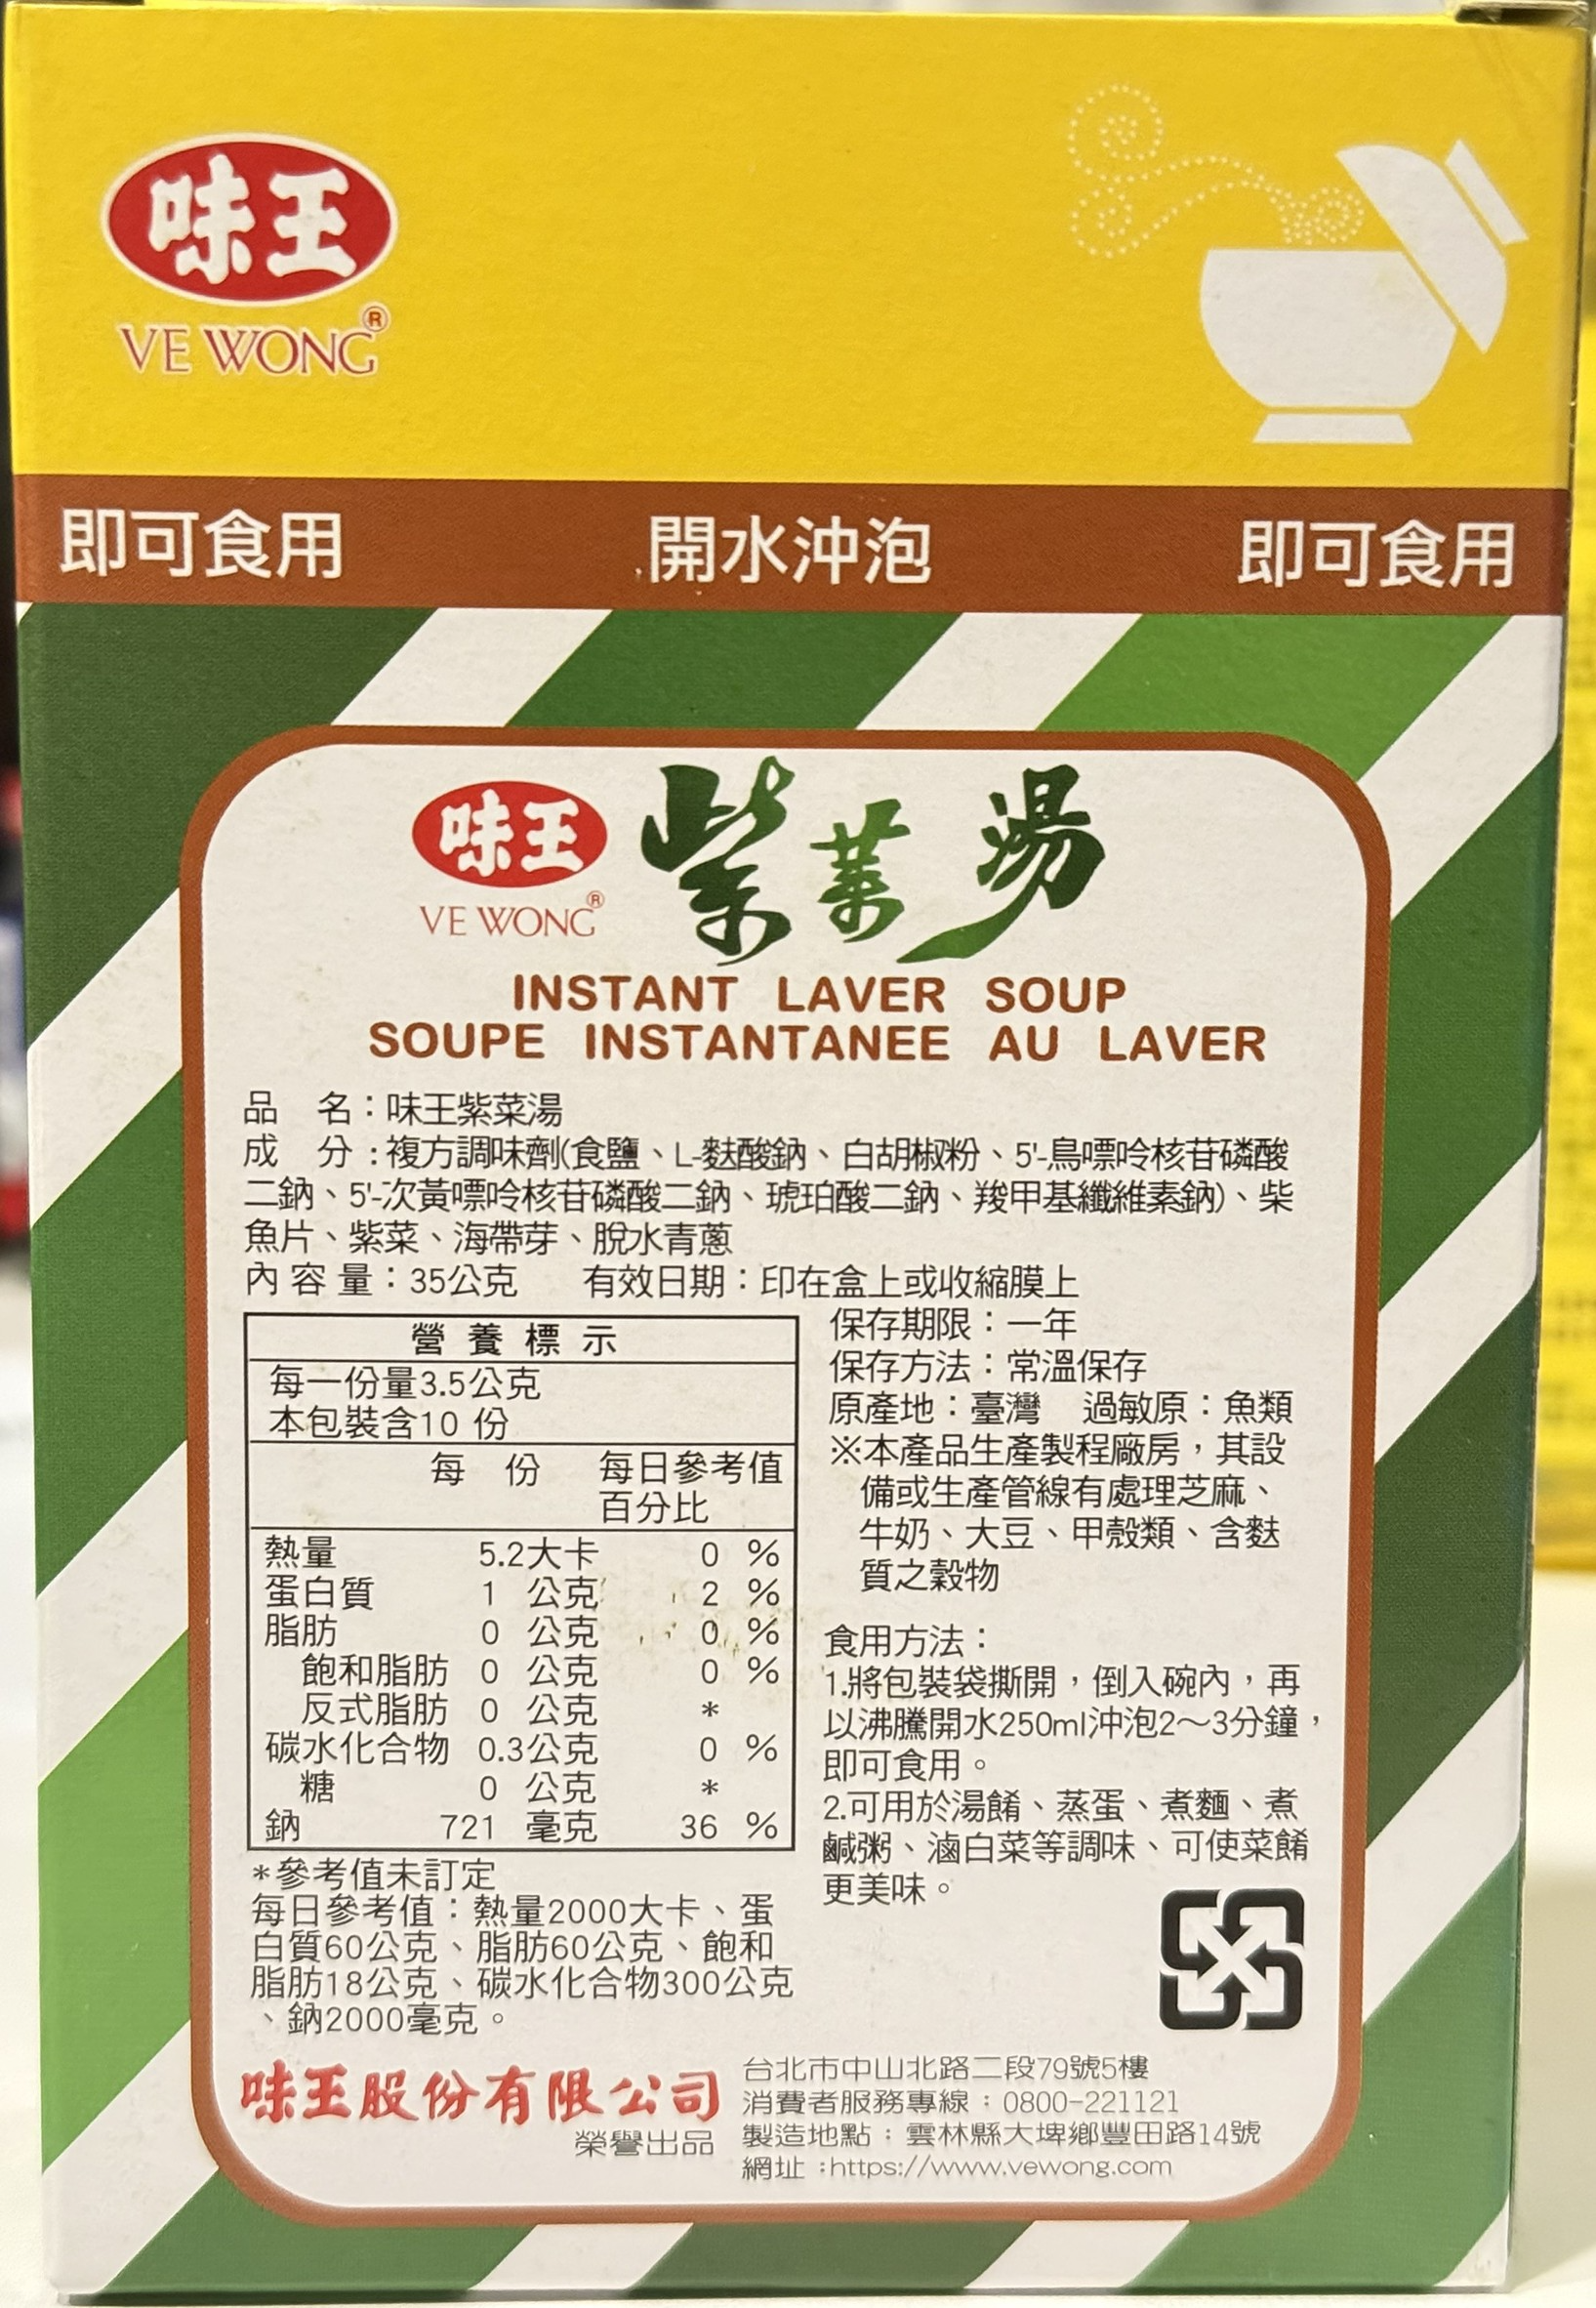 味王
VE WONG®
即可食用 開水沖泡 即可食用
味王 紫菜湯
VE WONG®
INSTANT LAVER SOUP
SOUPE INSTANTANEE AU LAVER
品 名：味王紫菜湯
成 分：複方調味劑(食鹽、L-麩酸鈉、白胡椒粉、5'-鳥嘌呤核苷磷酸
二鈉、5'-次黃嘌呤核苷磷酸二鈉、琥珀酸二鈉、羧甲基纖維素鈉)、柴
魚片、紫菜、海帶芽、脫水青蔥
內容量：35公克 有效日期：印在盒上或收縮膜上
營養標示
每一份量3.5公克
本包裝含10 份
每 份 每日參考值
百分比
熱量 5.2大卡 0 %
蛋白質 1 公克 2 %
脂肪 0 公克 0 %
飽和脂肪 0 公克 0 %
反式脂肪 0 公克 *
碳水化合物 0.3公克 0 %
糖 0 公克 *
鈉 721 毫克 36 %
*參考值未訂定
每日參考值：熱量2000大卡、蛋
白質60公克、脂肪60公克、飽和
脂肪18公克、碳水化合物300公克
、鈉2000毫克。
保存期限：一年
保存方法：常溫保存
原產地：臺灣 過敏原：魚類
※本產品生產製程廠房，其設
備或生產管線有處理芝麻、
牛奶、大豆、甲殼類、含麩
質之穀物
食用方法：
1.將包裝袋撕開，倒入碗內，再
以沸騰開水250ml沖泡2～3分鐘，
即可食用。
2.可用於湯餚、蒸蛋、煮麵、煮
鹹粥、滷白菜等調味、可使菜餚
更美味。
味王股份有限公司
榮譽出品
台北市中山北路二段79號5樓
消費者服務專線：0800-221121
製造地點：雲林縣大埤鄉豐田路14號
網址:https://www.vewong.com